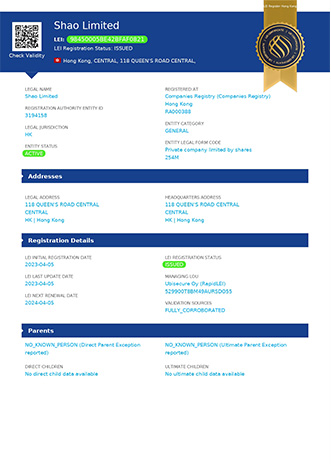 LEI Register Hong Kong
Shao Limited
LEI:
LEI Registration Status: ISSUED
Check Validity
Hong Kong, CENTRAL, 118 QUEEN'S ROAD CENTRAL,
LEGAL NAME
Shao Limited
REGISTERED AT
Companies Registry (Companies Registry)
Hong Kong
RA000388
REGISTRATION AUTHORITY ENTITY ID
3194158
LEGAL JURISDICTION
HK
ENTITY CATEGORY
GENERAL
ENTITY STATUS
ACTIVE
ENTITY LEGAL FORM CODE
Private company limited by shares
254M
Addresses
LEGAL ADDRESS
118 QUEEN'S ROAD CENTRAL
CENTRAL
HK | Hong Kong
HEADQUARTERS ADDRESS
118 QUEEN'S ROAD CENTRAL
CENTRAL
HK | Hong Kong
Registration Details
LEI INITIAL REGISTRATION DATE
2023-04-05
LEI REGISTRATION STATUS
ISSUED
LEI LAST UPDATE DATE
2023-04-05
MANAGING LOU
Ubisecure Oy (RapidLEI)
529900T8BM49AURSDO55
LEI NEXT RENEWAL DATE
2024-04-05
VALIDATION SOURCES
FULLY_CORROBORATED
Parents
NO_KNOWN_PERSON (Direct Parent Exception
reported)
NO_KNOWN_PERSON (Ultimate Parent Exception
reported)
DIRECT CHILDREN
No direct child data available
ULTIMATE CHILDREN
No ultimate child data available